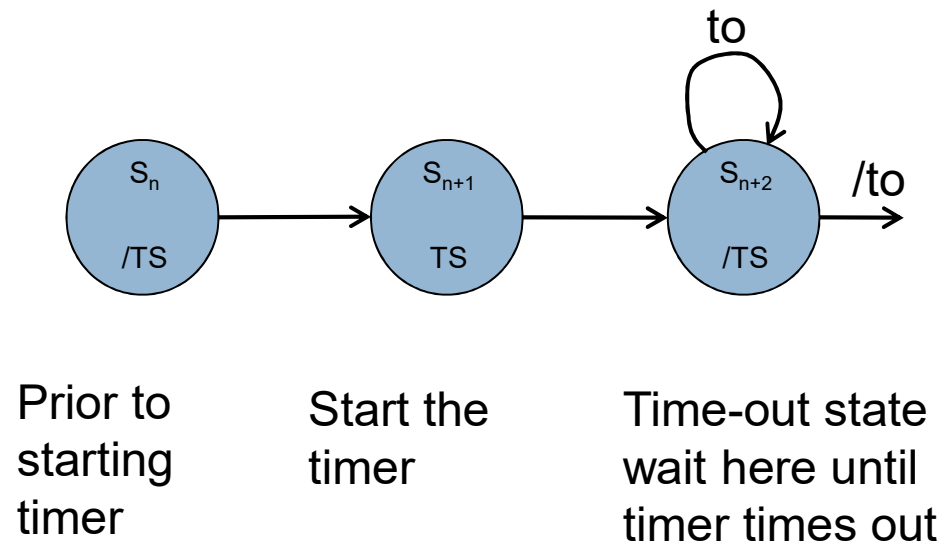 to
Sn
/TS
Sn+1
TS
Sn+2
/TS
/to
Prior to
starting
timer
Start the
timer
Time-out state
wait here until
timer times out